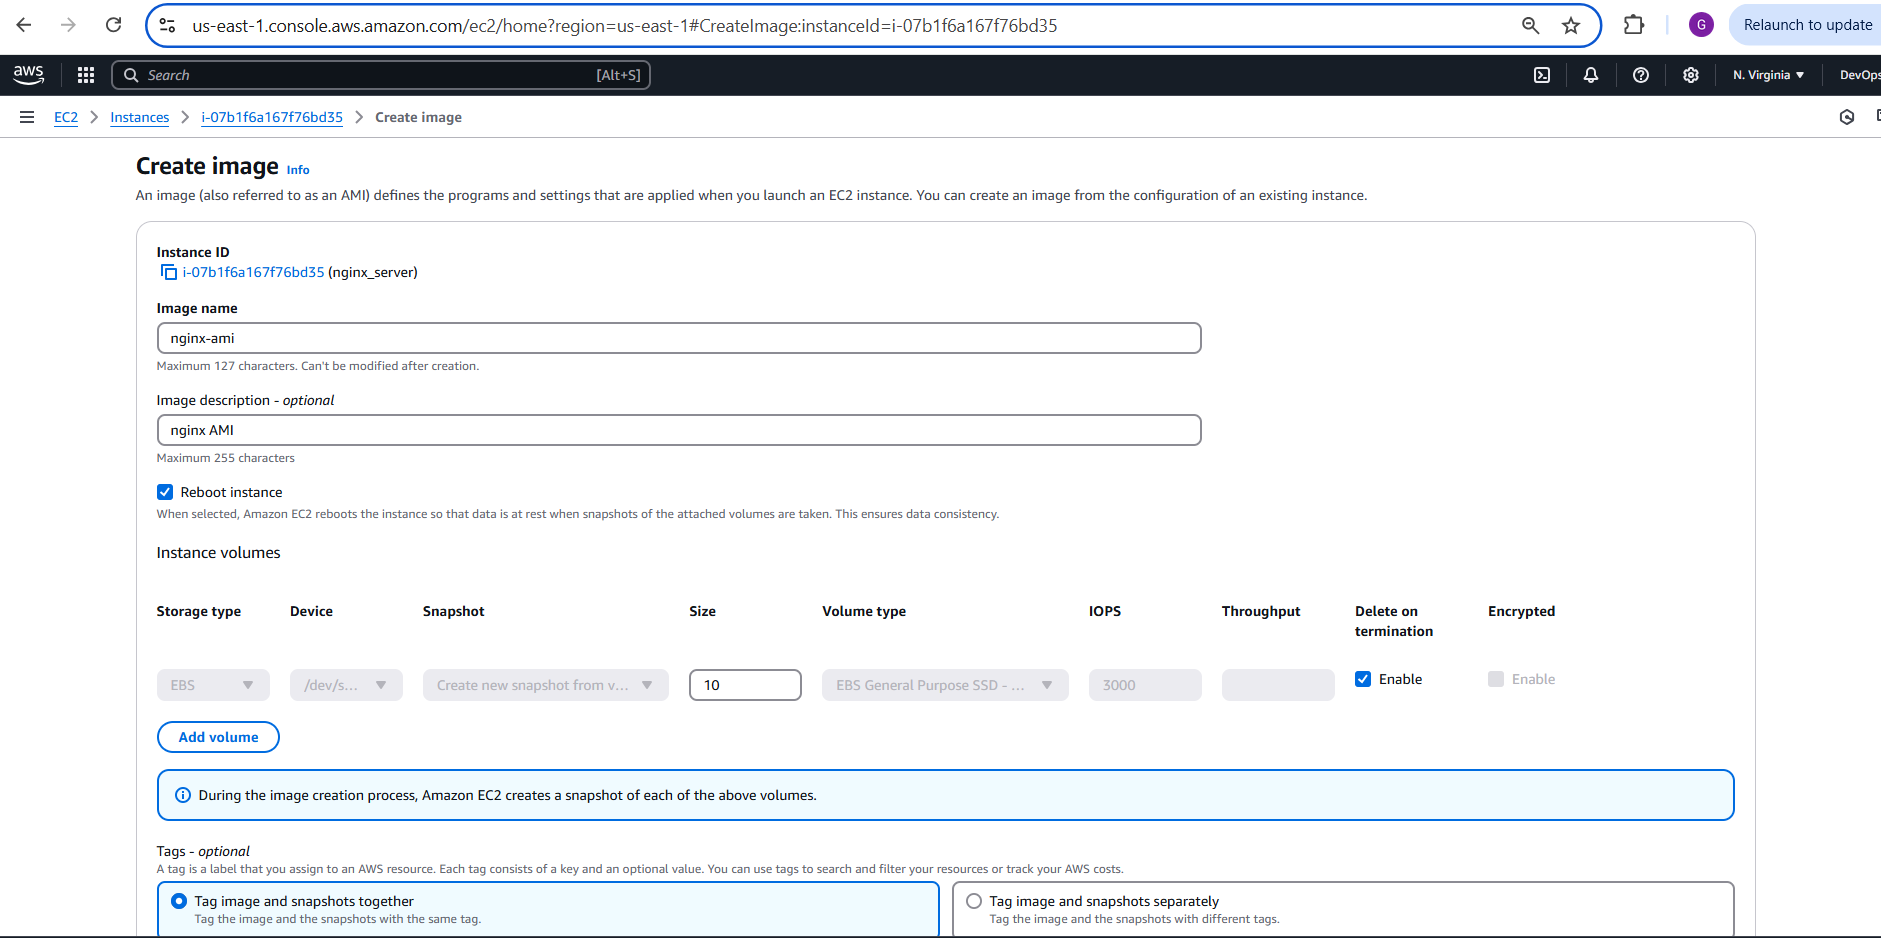 us-east-1.console.aws.amazon.com/ec2/home?region=us-east-1#CreateImage:instanceId=i-07b1f6a167f76bd35
G
Relaunch to update
aws
Search
[Alt+S]
N. Virginia
DevOps
EC2
Instances
i-07b1f6a167f76bd35
Create image
Create image Info
An image (also referred to as an AMI) defines the programs and settings that are applied when you launch an EC2 instance. You can create an image from the configuration of an existing instance.
Instance ID
i-07b1f6a167f76bd35 (nginx_server)
Image name
nginx-ami
Maximum 127 characters. Can't be modified after creation.
Image description - optional
nginx AMI
Maximum 255 characters
Reboot instance
When selected, Amazon EC2 reboots the instance so that data is at rest when snapshots of the attached volumes are taken. This ensures data consistency.
Instance volumes
Storage type
Device
Snapshot
Size
Volume type
IOPS
Throughput
Delete on termination
Encrypted
EBS
/dev/s...
Create new snapshot from v...
10
EBS General Purpose SSD - ...
3000
Enable
Enable
Add volume
During the image creation process, Amazon EC2 creates a snapshot of each of the above volumes.
Tags - optional
A tag is a label that you assign to an AWS resource. Each tag consists of a key and an optional value. You can use tags to search and filter your resources or track your AWS costs.
Tag image and snapshots together
Tag the image and the snapshots with the same tag.
Tag image and snapshots separately
Tag the image and the snapshots with different tags.